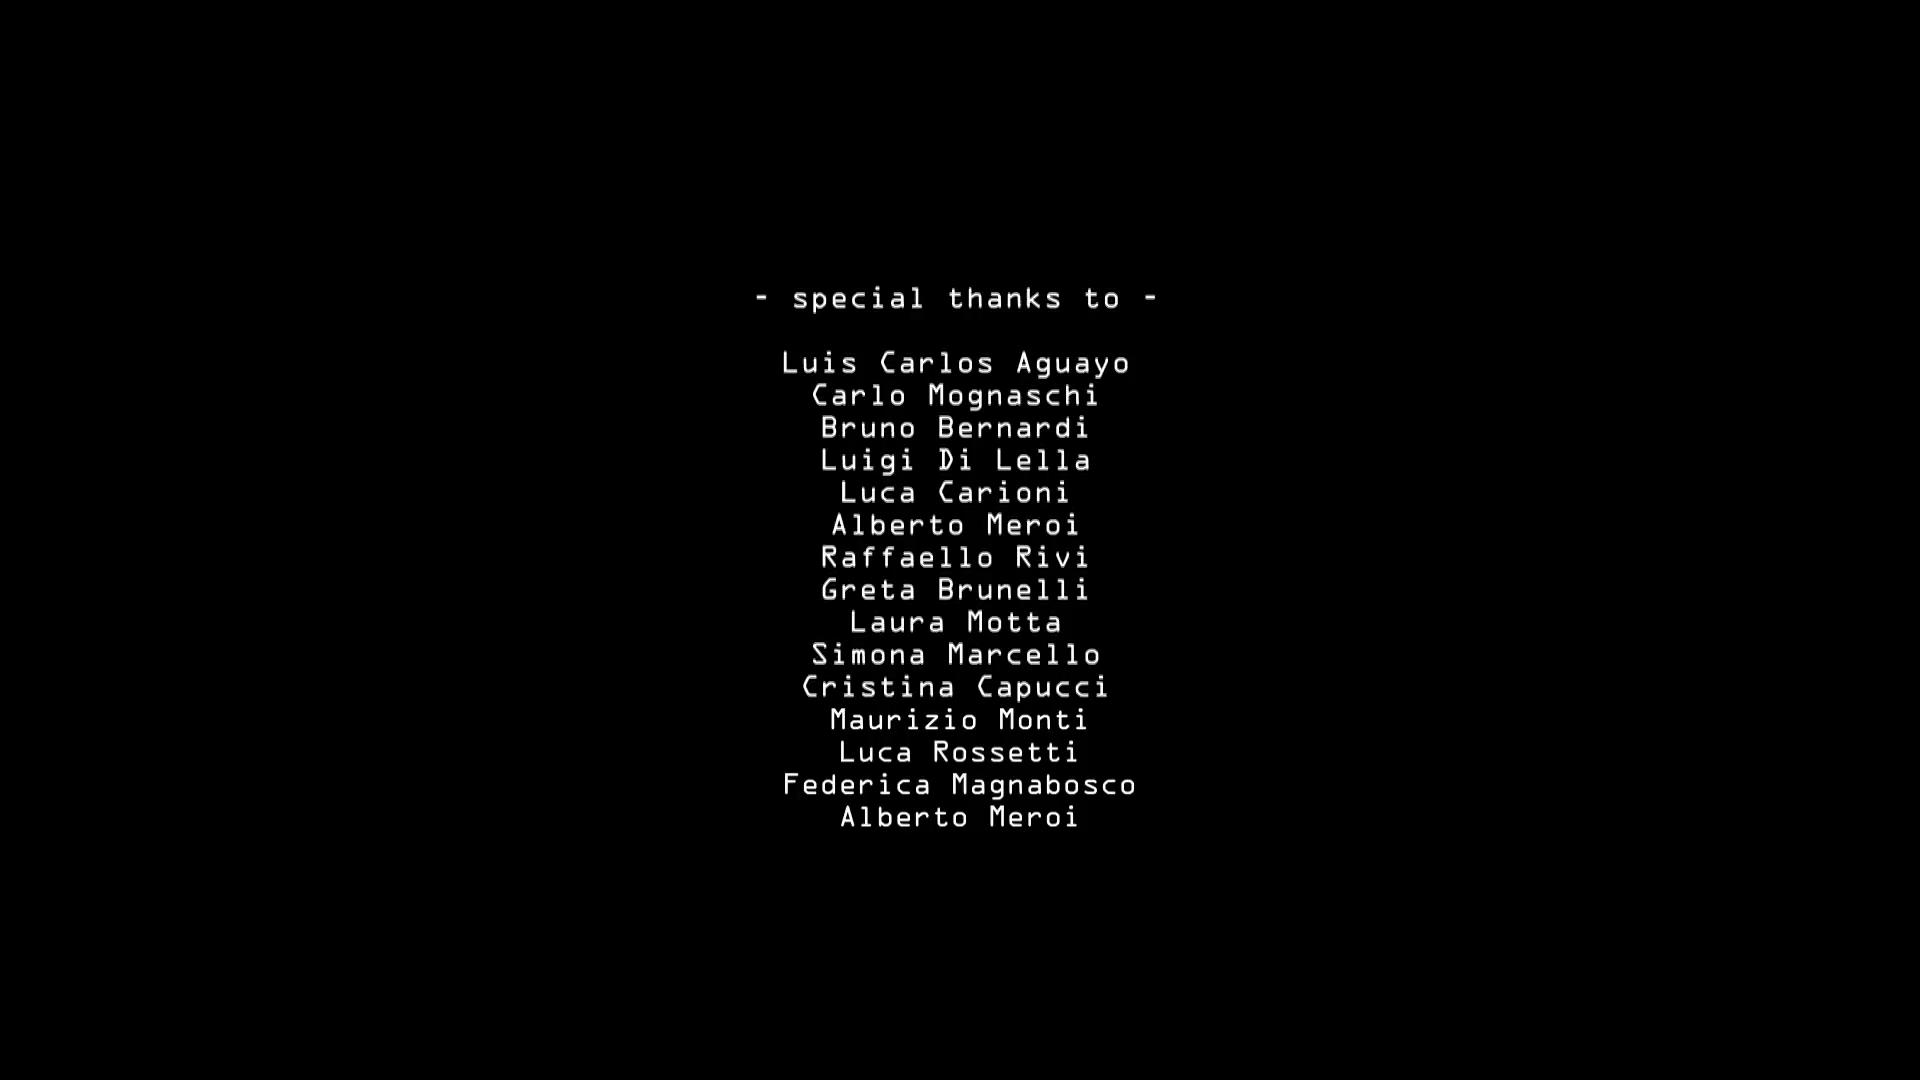 - special thanks to -
Luis Carlos Aguayo
Carlo Mognaschi
Bruno Bernardi
Luigi Di Lella
Luca Carioni
Alberto Meroi
Raffaello Rivi
Greta Brunelli
Laura Motta
Simona Marcello
Cristina Capucci
Maurizio Monti
Luca Rossetti
Federica Magnabosco
Alberto Meroi